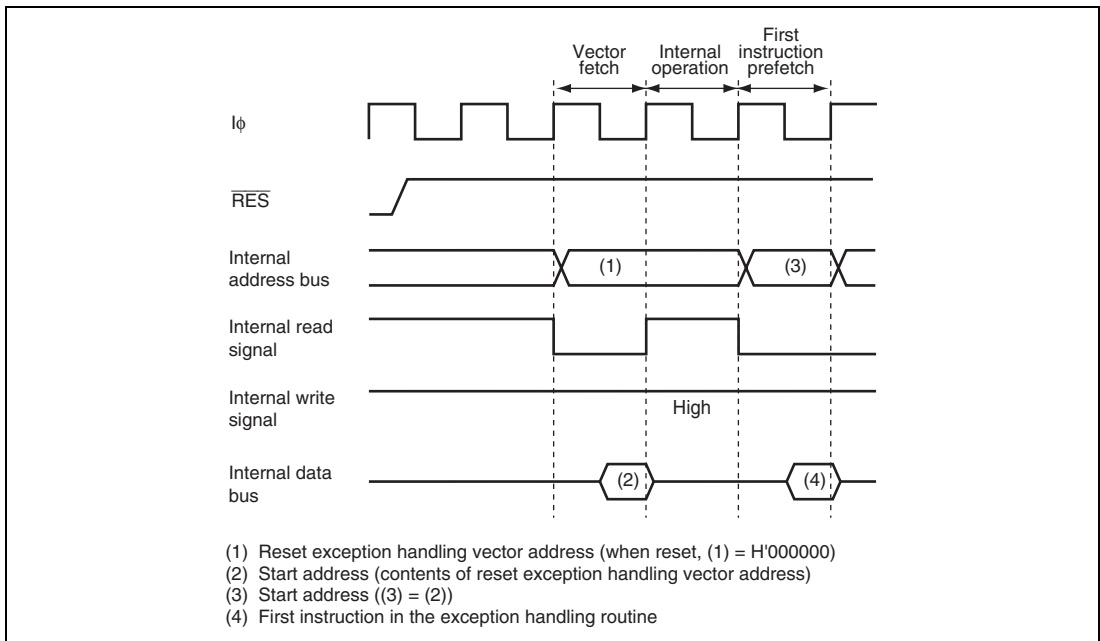 Vector
fetch
Internal
operation
First
instruction
prefetch
Iϕ
RES
Internal
address bus
(1)
(3)
Internal read
signal
Internal write
signal
High
Internal data
bus
(2)
(4)
(1) Reset exception handling vector address (when reset, (1) = H'000000)
(2) Start address (contents of reset exception handling vector address)
(3) Start address ((3) = (2))
(4) First instruction in the exception handling routine